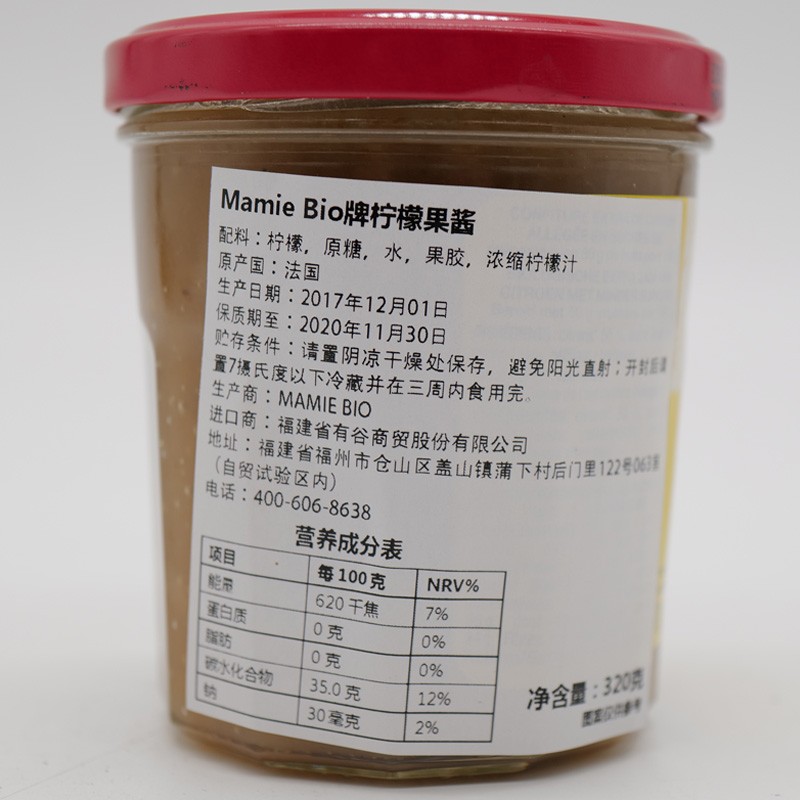 Mamie Bio牌柠檬果酱
配料：柠檬，原糖，水，果胶，浓缩柠檬汁
原产国：法国
生产日期：2017年12月01日
保质期至：2020年11月30日
贮存条件：请置阴凉干燥处保存，避免阳光直射；开封后请
置7摄氏度以下冷藏并在三周内食用完。
生产商：MAMIE BIO
进口商：福建省有谷商贸股份有限公司
地址：福建省福州市仓山区盖山镇蒲下村后门里122号063
（自贸试验区内）
电话：400-606-8638
营养成分表
项目 每100克 NRV%
能量 620千焦 7%
蛋白质 0克 0%
脂肪 0克 0%
碳水化合物 35.0克 12%
钠 30毫克 2%
净含量：320克
图案仅供参考